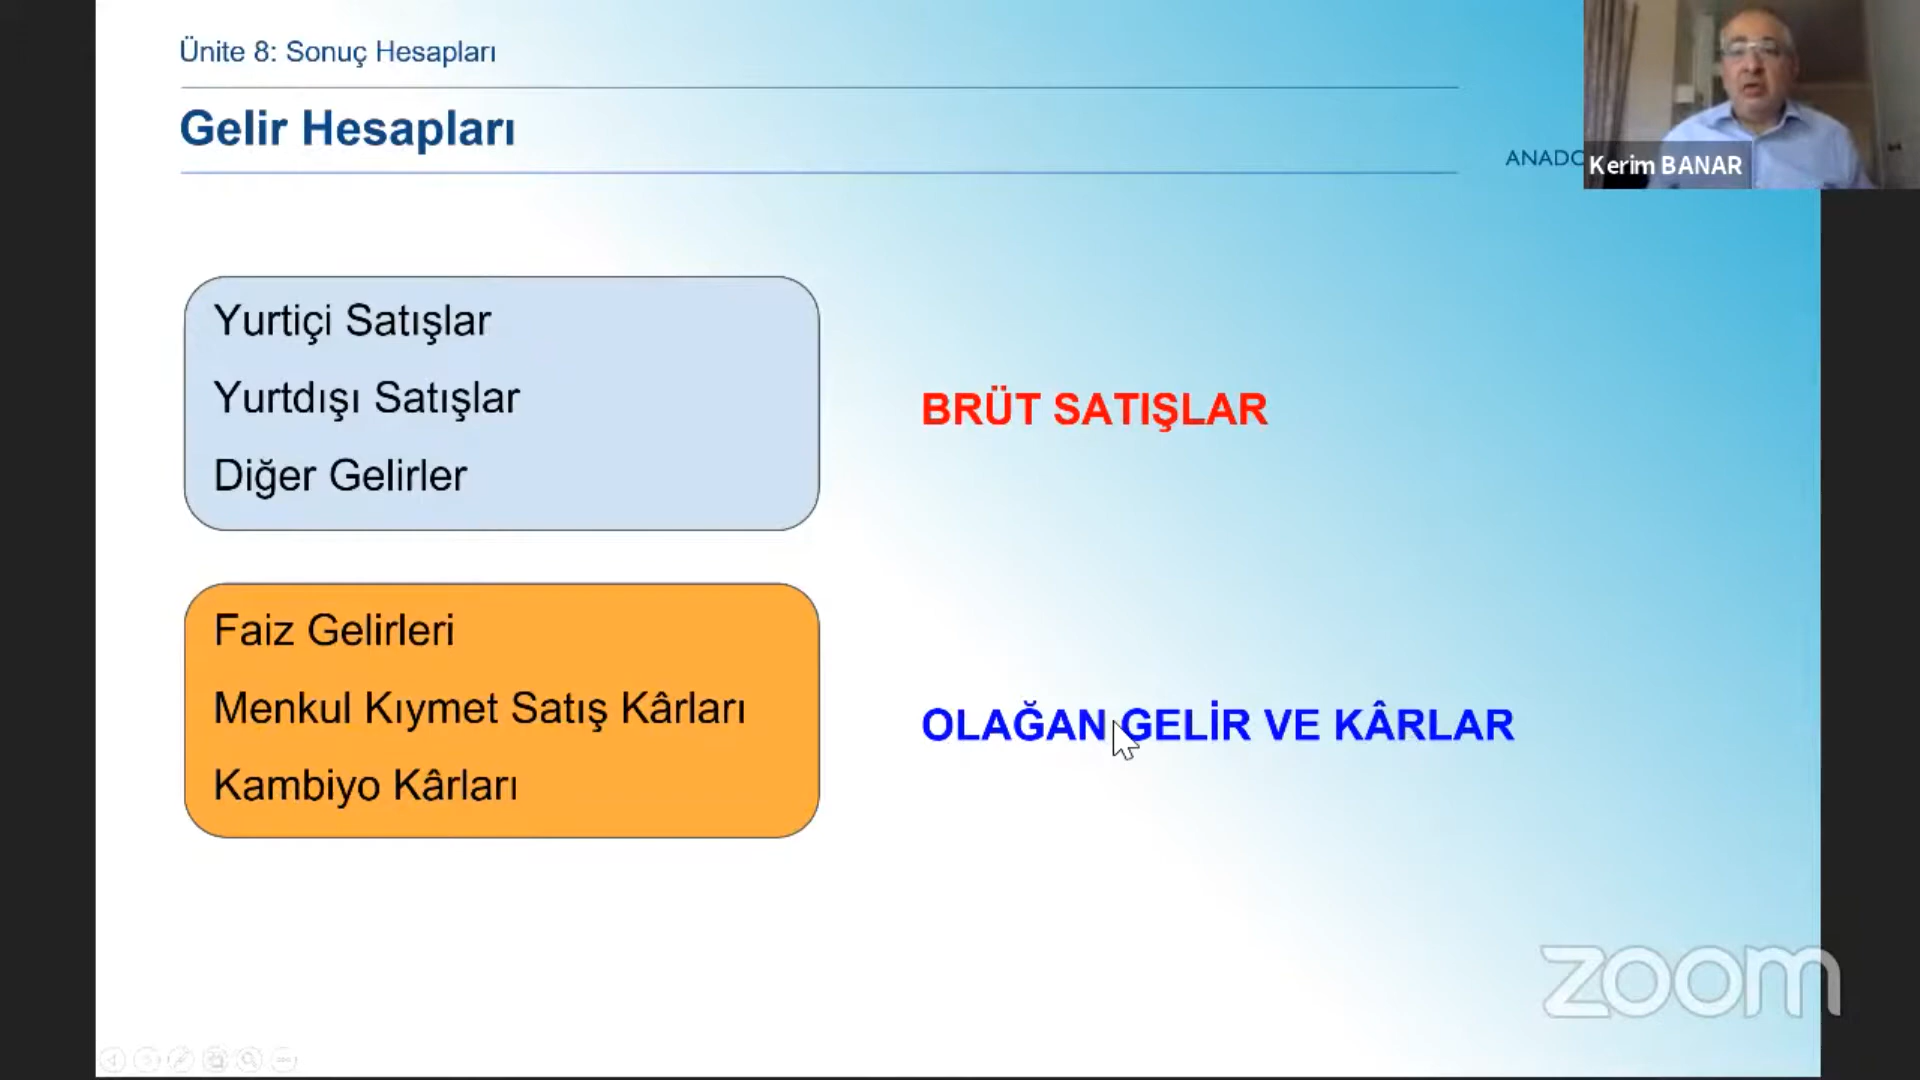 Ünite 8: Sonuç Hesapları
Gelir Hesapları
ANADO
Kerim BANAR
Yurtiçi Satışlar
Yurtdışı Satışlar
Diğer Gelirler
BRÜT SATIŞLAR
Faiz Gelirleri
Menkul Kıymet Satış Kârları
Kambiyo Kârları
OLAĞAN GELİR VE KÂRLAR
zoom